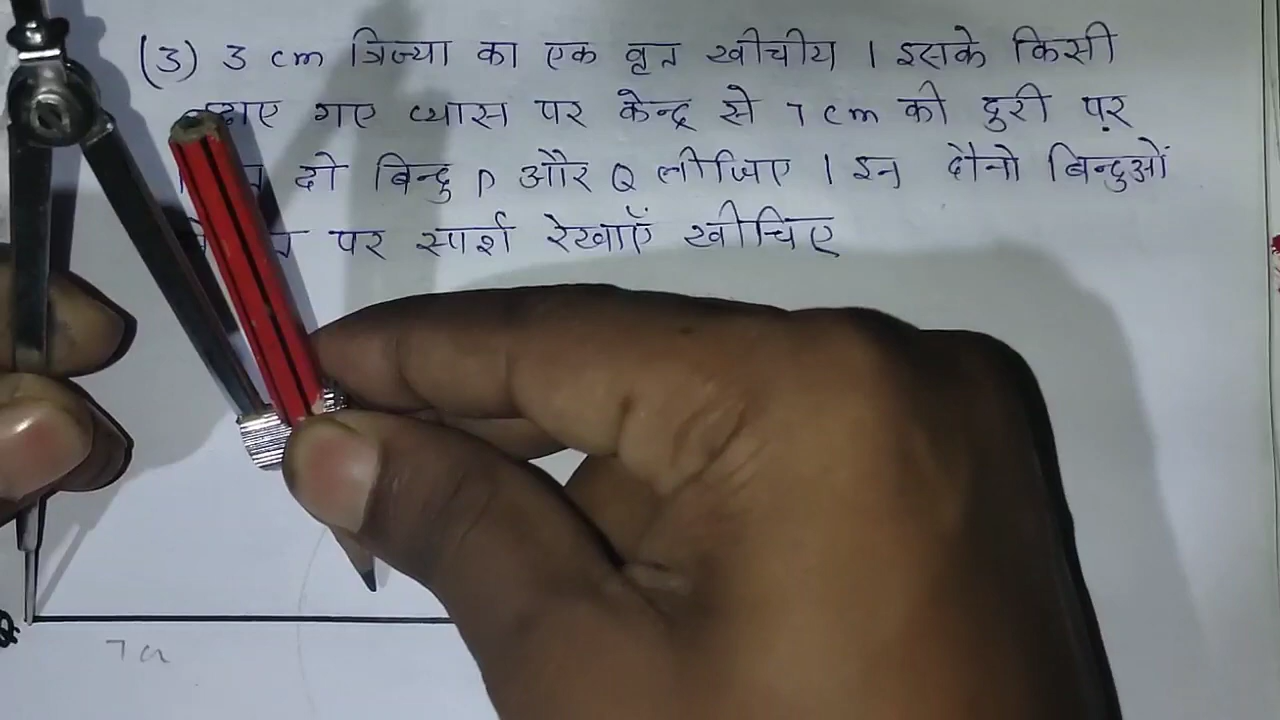 (3) 3 cm त्रिज्या का एक वृत खीचीय । इसके किसी
गए व्यास पर केन्द्र से 7 cm की दुरी पर
दो बिन्दु P और Q लीजिए । इन दोनो बिन्दुओं
पर स्पर्श रेखाएँ खीचिए